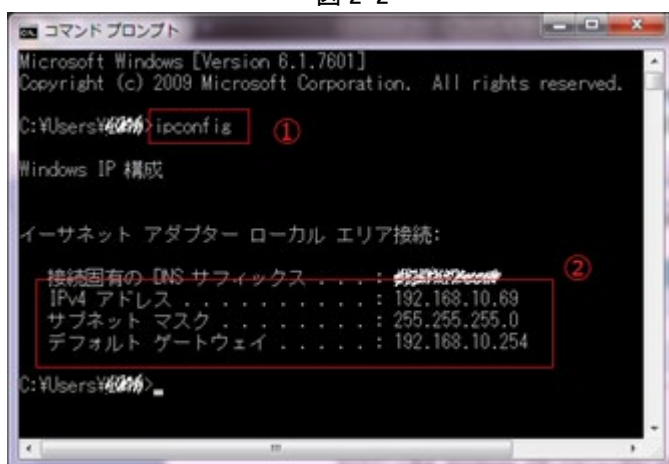 図 2-2
コマンド プロンプト
Microsoft Windows [Version 6.1.7601]
Copyright (c) 2009 Microsoft Corporation. All rights reserved.
C:¥Users¥ >ipconfig ①
Windows IP 構成
イーサネット アダプター ローカル エリア接続:
接続固有の DNS サフィックス . . . : ②
IPv4 アドレス . . . . . . . . . . : 192.168.10.69
サブネット マスク . . . . . . . . : 255.255.255.0
デフォルト ゲートウェイ . . . . . : 192.168.10.254
C:¥Users¥ >_